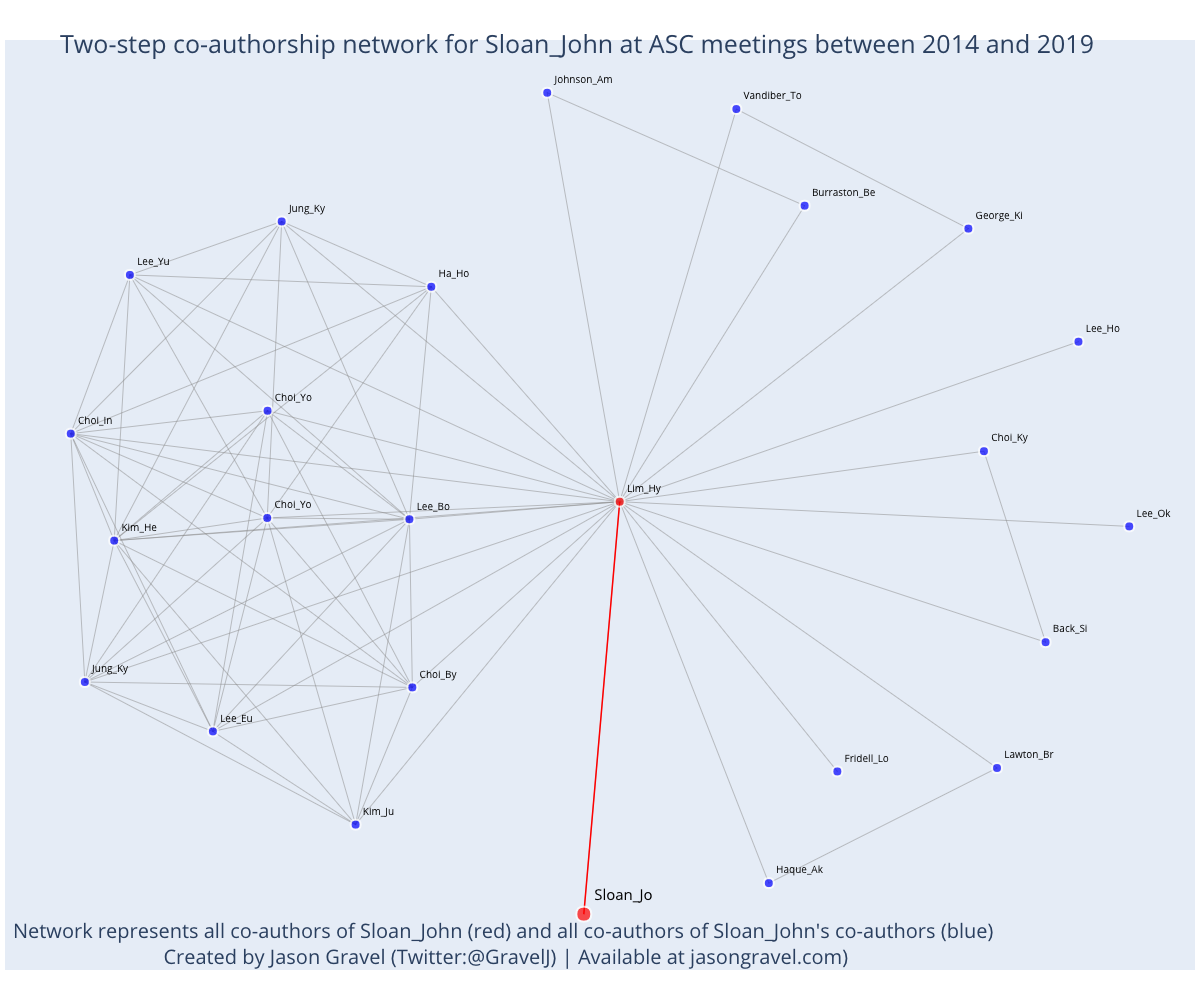 Two-step co-authorship network for Sloan_John at ASC meetings between 2014 and 2019
Johnson_Am
Vandiber_To
Burraston_Be
George_Ki
Jung_Ky
Lee_Yu
Ha_Ho
Lee_Ho
Choi_Yo
Choi_In
Choi_Ky
Lim_Hy
Choi_Yo
Lee_Bo
Lee_Ok
Kim_He
Back_Si
Jung_Ky
Choi_By
Lee_Eu
Fridell_Lo
Lawton_Br
Kim_Ju
Haque_Ak
Sloan_Jo
Network represents all co-authors of Sloan_John (red) and all co-authors of Sloan_John's co-authors (blue)
Created by Jason Gravel (Twitter:@GravelJ) | Available at jasongravel.com)